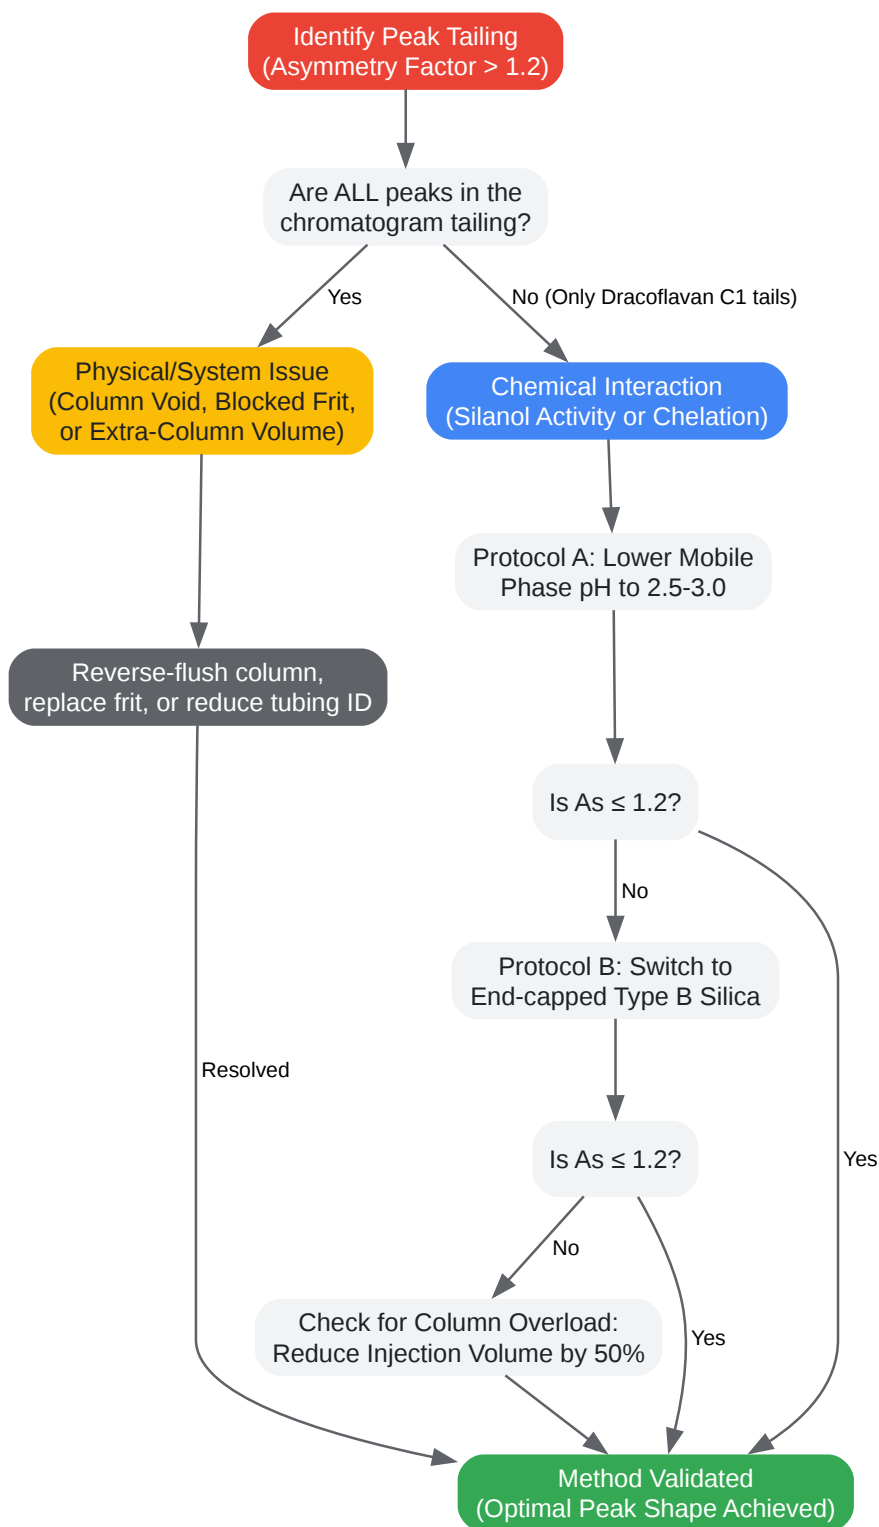 Identify Peak Tailing
(Asymmetry Factor > 1.2)
Are ALL peaks in the
chromatogram tailing?
Yes
No (Only Dracoflavan C1 tails)
Physical/System Issue
(Column Void, Blocked Frit,
or Extra-Column Volume)
Chemical Interaction
(Silanol Activity or Chelation)
Protocol A: Lower Mobile
Phase pH to 2.5-3.0
Reverse-flush column,
replace frit, or reduce tubing ID
Is As ≤ 1.2?
No
Protocol B: Switch to
End-capped Type B Silica
Resolved
Is As ≤ 1.2?
Yes
No
Check for Column Overload:
Reduce Injection Volume by 50%
Yes
Method Validated
(Optimal Peak Shape Achieved)